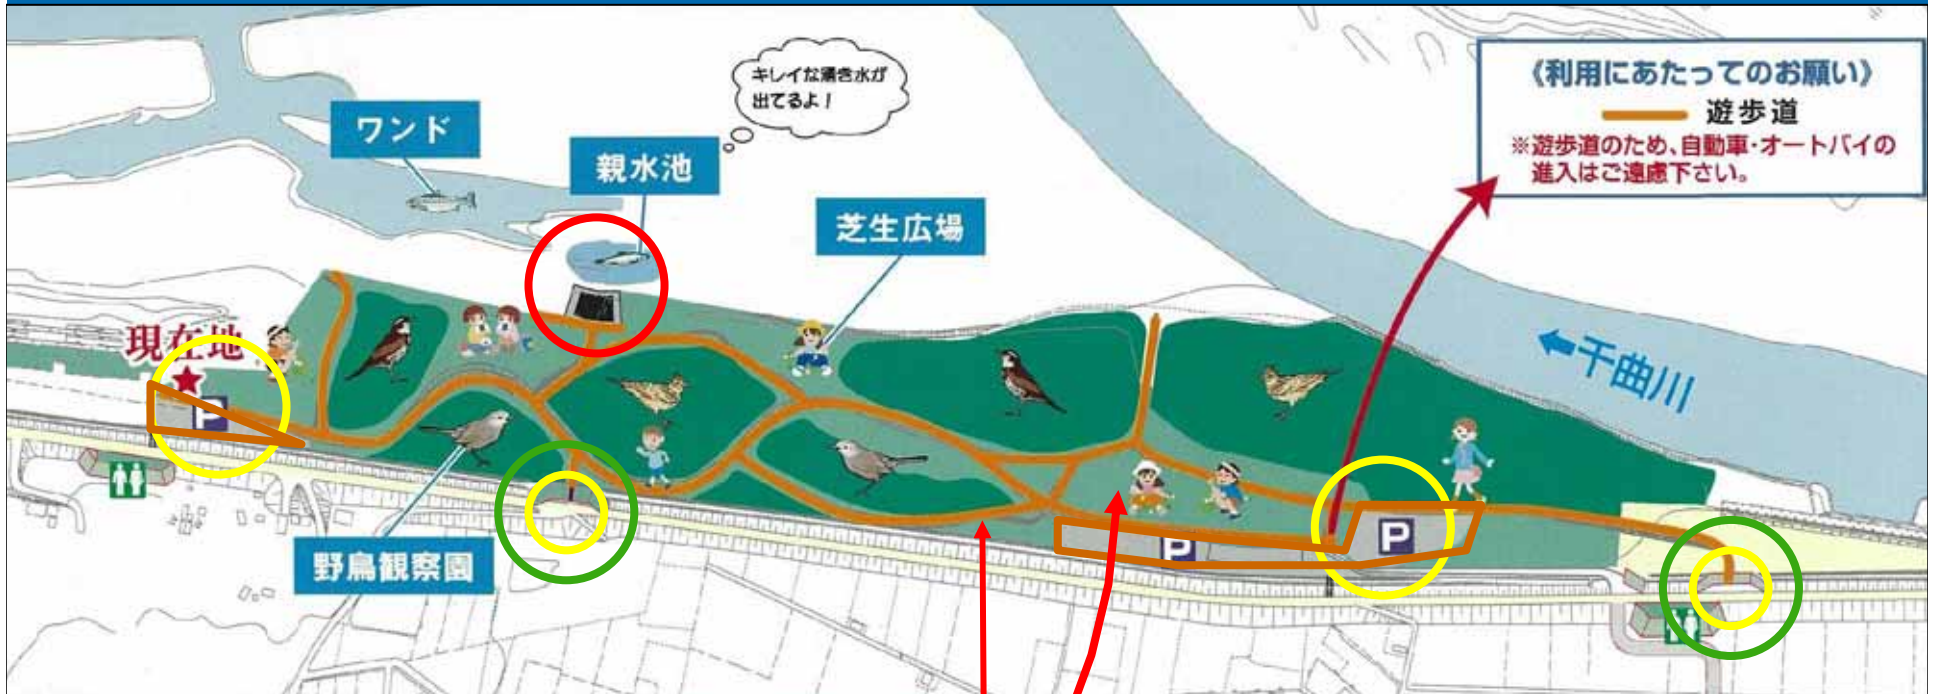 キレイな湧き水が
出てるよ!
《利用にあたってのお願い》
遊歩道
※遊歩道のため、自動車・オートバイの
進入はご遠慮下さい。
ワンド
親水池
芝生広場
現在地
千曲川
P
P
P
野鳥観察園